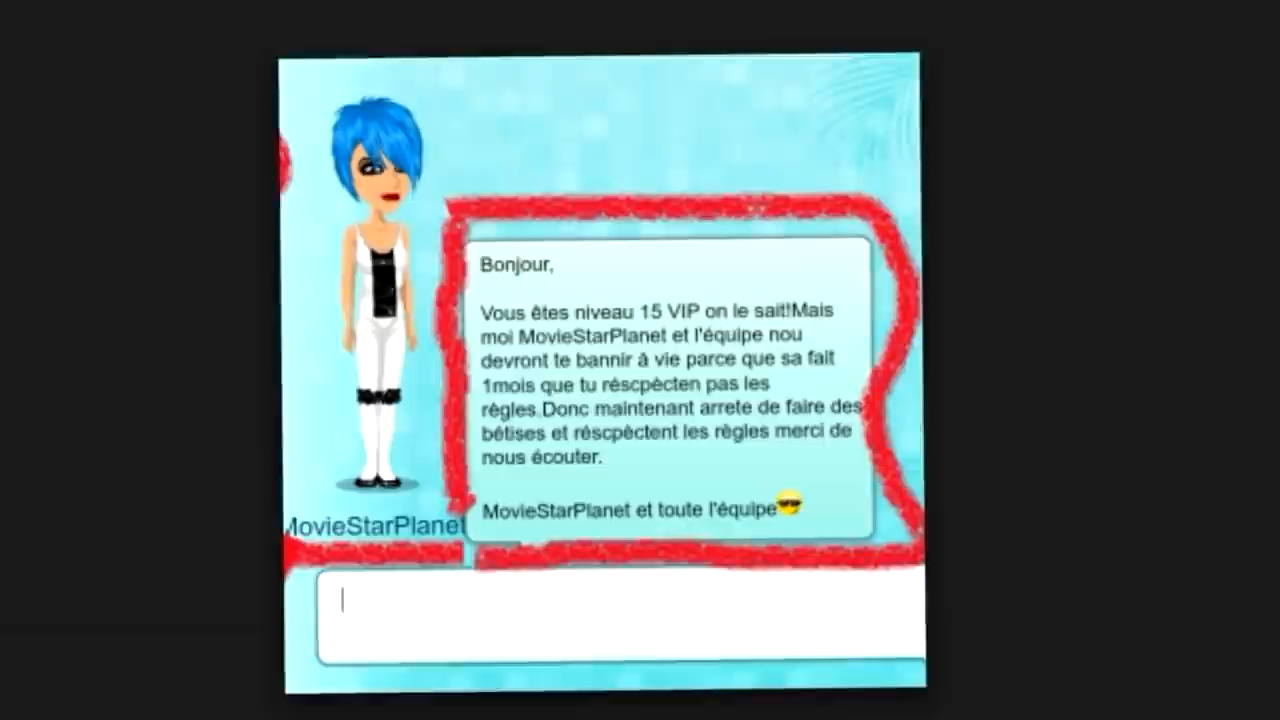 Bonjour,
Vous êtes niveau 15 VIP on le sait!Mais
moi MovieStarPlanet et l'équipe nou
devront te bannir à vie parce que sa fait
1mois que tu réscpècten pas les
règles.Donc maintenant arrete de faire des
bétises et réscpèctent les règles merci de
nous écouter.
MovieStarPlanet et toute l'équipe😎
MovieStarPlanet